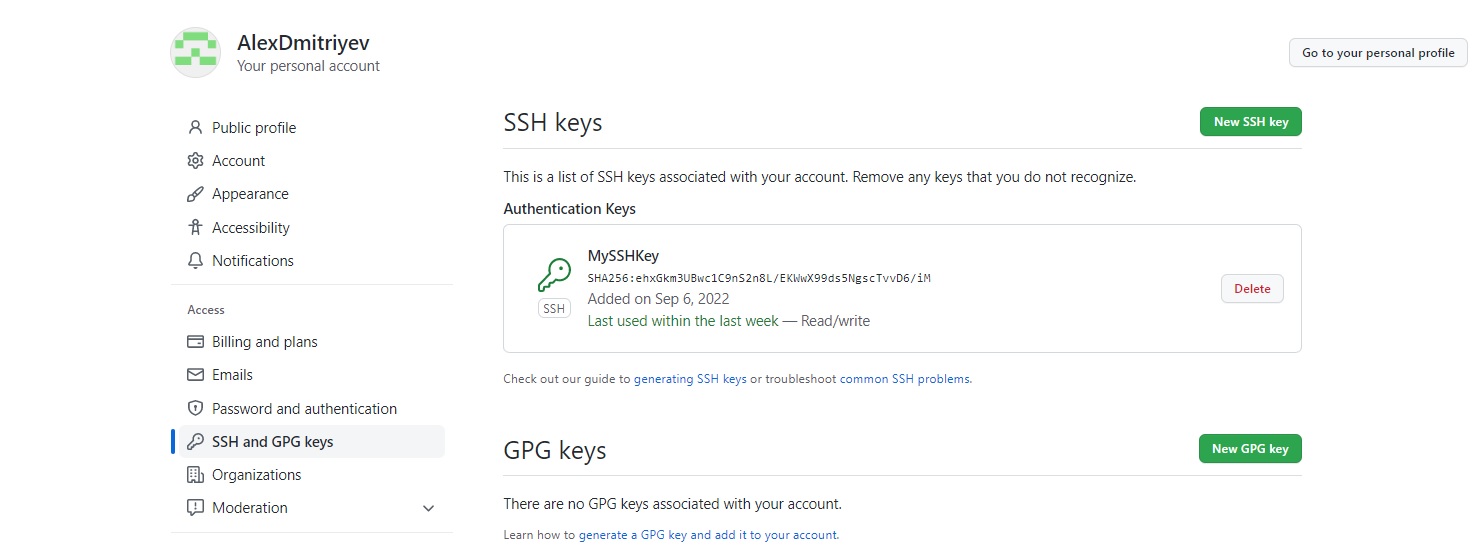 AlexDmitriyev
Your personal account
Go to your personal profile
Public profile
Account
Appearance
Accessibility
Notifications
Access
Billing and plans
Emails
Password and authentication
SSH and GPG keys
Organizations
Moderation
SSH keys
New SSH key
This is a list of SSH keys associated with your account. Remove any keys that you do not recognize.
Authentication Keys
MySSHKey
SHA256:ehxGkm3UBwc1C9nS2n8L/EKWwX99ds5NgscTvvD6/iM
SSH
Added on Sep 6, 2022
Last used within the last week — Read/write
Delete
Check out our guide to generating SSH keys or troubleshoot common SSH problems.
GPG keys
New GPG key
There are no GPG keys associated with your account.
Learn how to generate a GPG key and add it to your account.